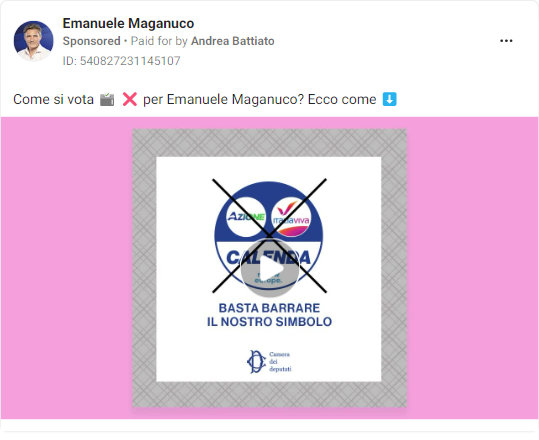 Emanuele Maganuco
Sponsored • Paid for by Andrea Battiato
ID: 540827231145107
Come si vota 🗳 ❌ per Emanuele Maganuco? Ecco come ⬇
AZIONE
italiaviva
CALENDA
europe.
BASTA BARRARE
IL NOSTRO SIMBOLO
Camera
dei
deputati